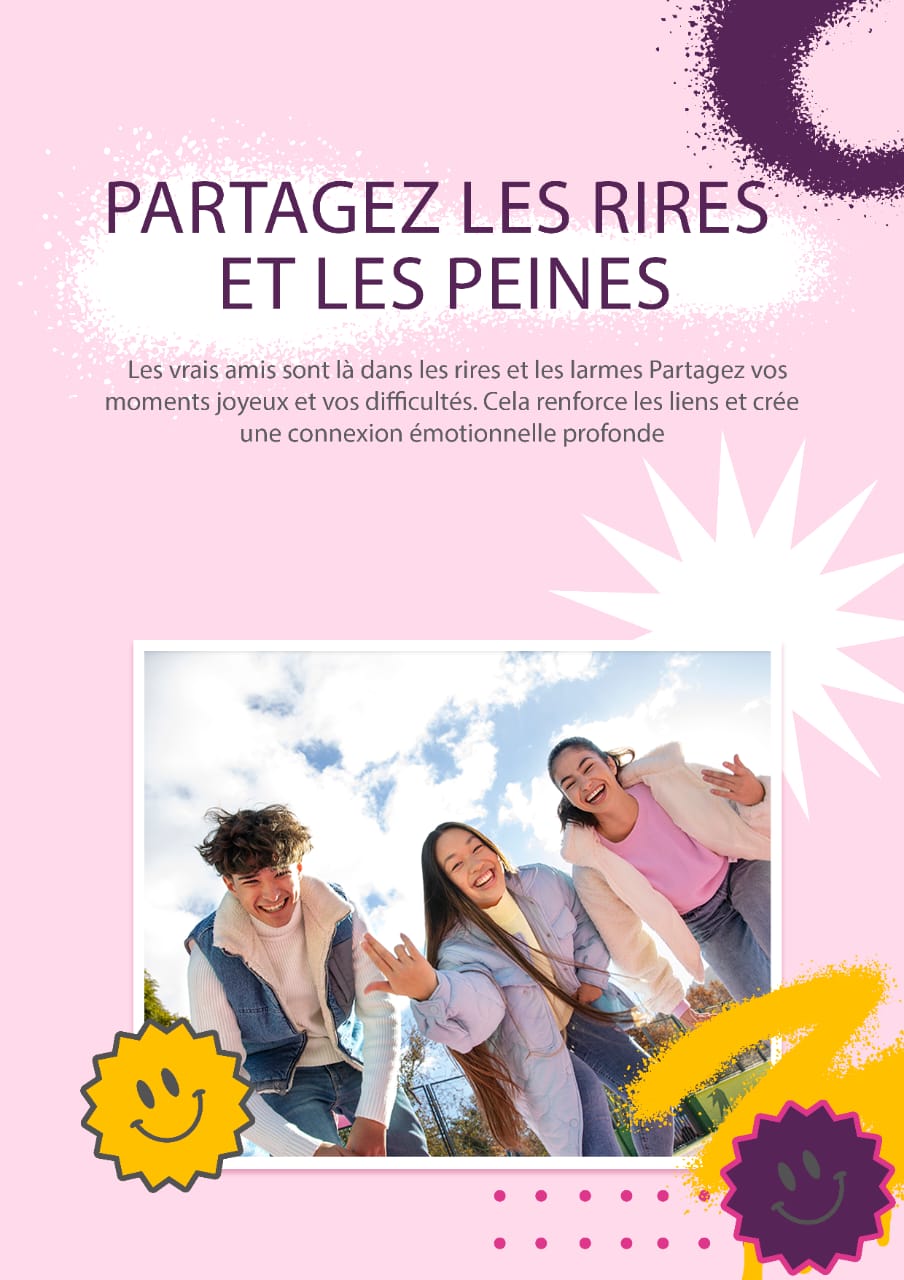 PARTAGEZ LES RIRES
ET LES PEINES
Les vrais amis sont là dans les rires et les larmes Partagez vos
moments joyeux et vos difficultés. Cela renforce les liens et crée
une connexion émotionnelle profonde